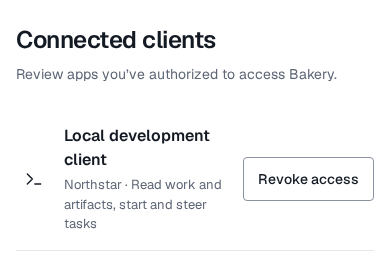 Connected clients
Review apps you’ve authorized to access Bakery.
Local development
client
Northstar · Read work and
artifacts, start and steer
tasks
Revoke access